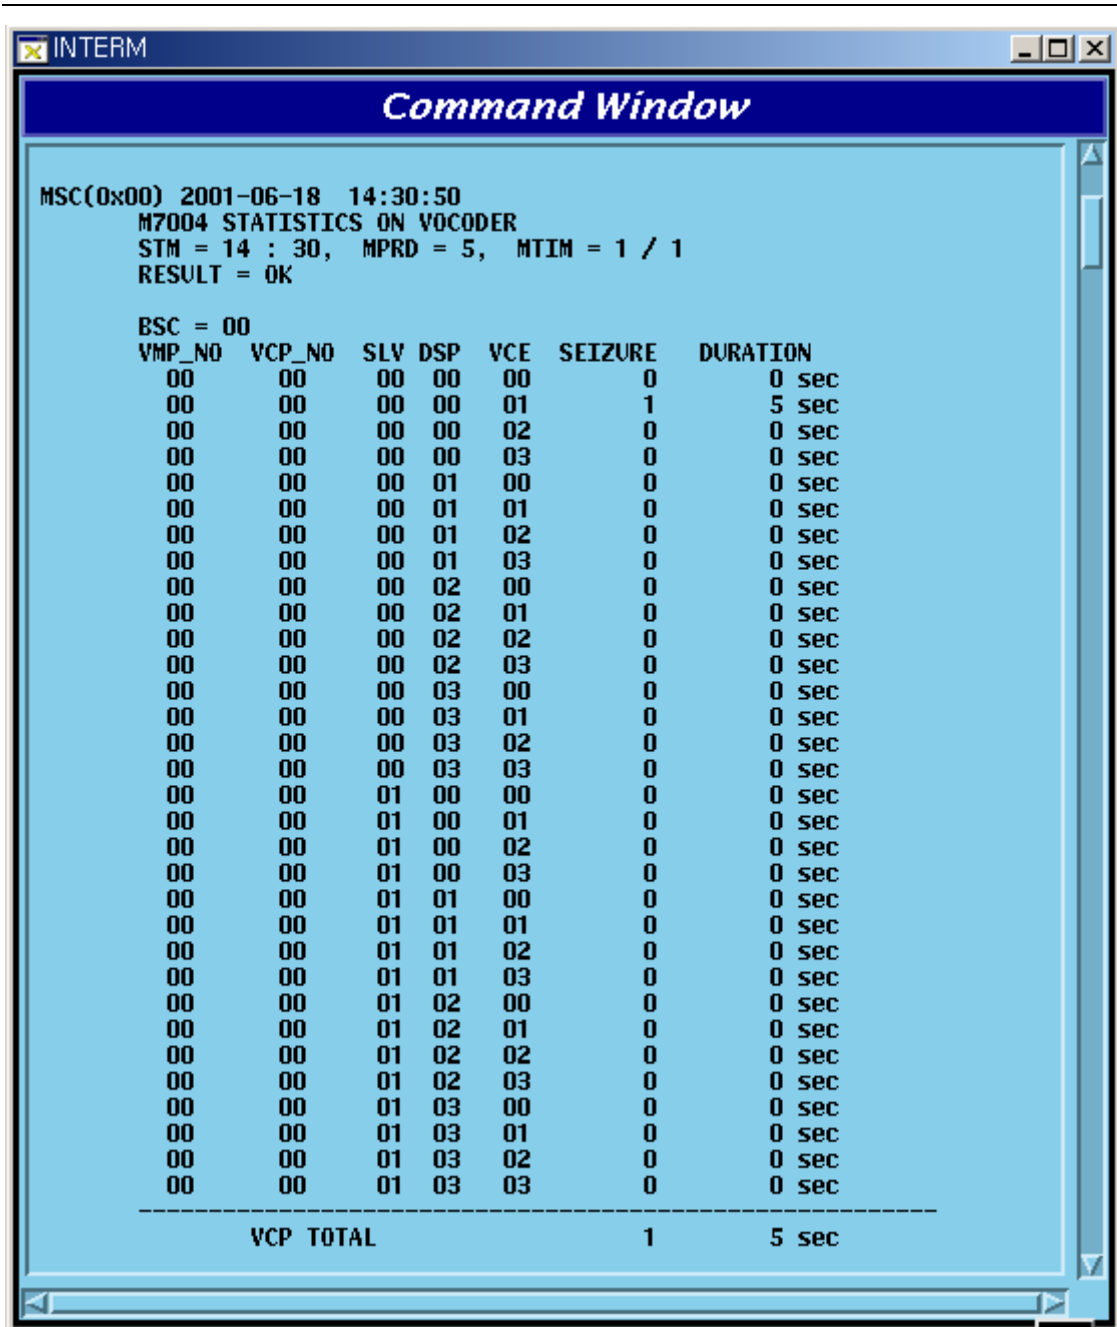 INTERM
Command Window
MSC(0x00) 2001-06-18 14:30:50
M7004 STATISTICS ON VOCODER
STM = 14 : 30, MPRD = 5, MTIM = 1 / 1
RESULT = OK
BSC = 00
VMP_NO VCP_NO SLV DSP VCE SEIZURE DURATION
00 00 00 00 00 0 0 sec
00 00 00 00 01 1 5 sec
00 00 00 00 02 0 0 sec
00 00 00 00 03 0 0 sec
00 00 00 01 00 0 0 sec
00 00 00 01 01 0 0 sec
00 00 00 01 02 0 0 sec
00 00 00 01 03 0 0 sec
00 00 00 02 00 0 0 sec
00 00 00 02 01 0 0 sec
00 00 00 02 02 0 0 sec
00 00 00 02 03 0 0 sec
00 00 00 03 00 0 0 sec
00 00 00 03 01 0 0 sec
00 00 00 03 02 0 0 sec
00 00 00 03 03 0 0 sec
00 00 01 00 00 0 0 sec
00 00 01 00 01 0 0 sec
00 00 01 00 02 0 0 sec
00 00 01 00 03 0 0 sec
00 00 01 01 00 0 0 sec
00 00 01 01 01 0 0 sec
00 00 01 01 02 0 0 sec
00 00 01 01 03 0 0 sec
00 00 01 02 00 0 0 sec
00 00 01 02 01 0 0 sec
00 00 01 02 02 0 0 sec
00 00 01 02 03 0 0 sec
00 00 01 03 00 0 0 sec
00 00 01 03 01 0 0 sec
00 00 01 03 02 0 0 sec
00 00 01 03 03 0 0 sec
---------------------------------------------------------
VCP TOTAL 1 5 sec